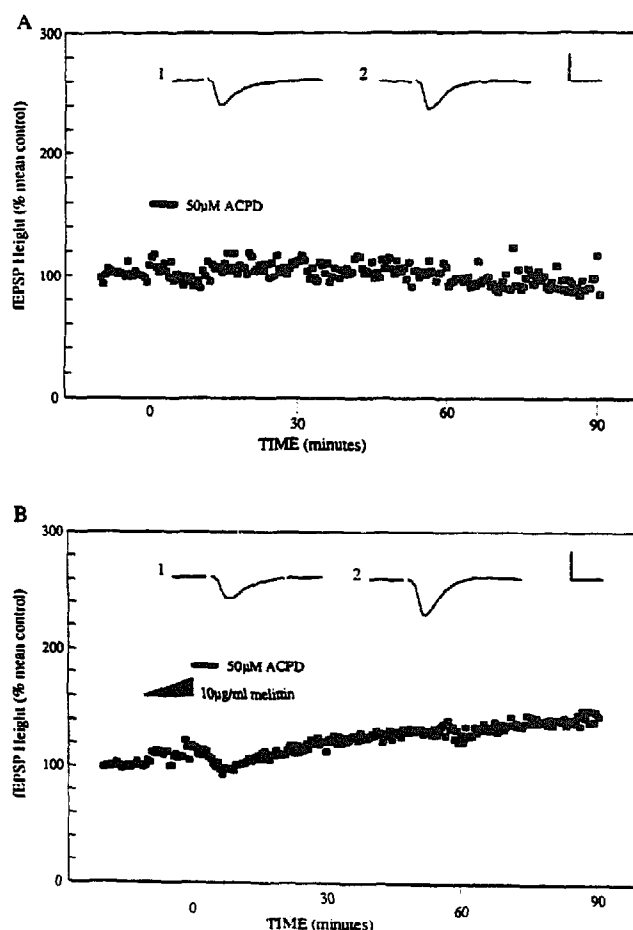 A
300
1
2
200
50µM ACPD
100
0
fEPSP Height (% mean control)
0
30
60
90
TIME (minutes)
B
300
1
2
200
50µM ACPD
10µg/ml melittin
100
0
fEPSP Height (% mean control)
0
30
60
90
TIME (minutes)